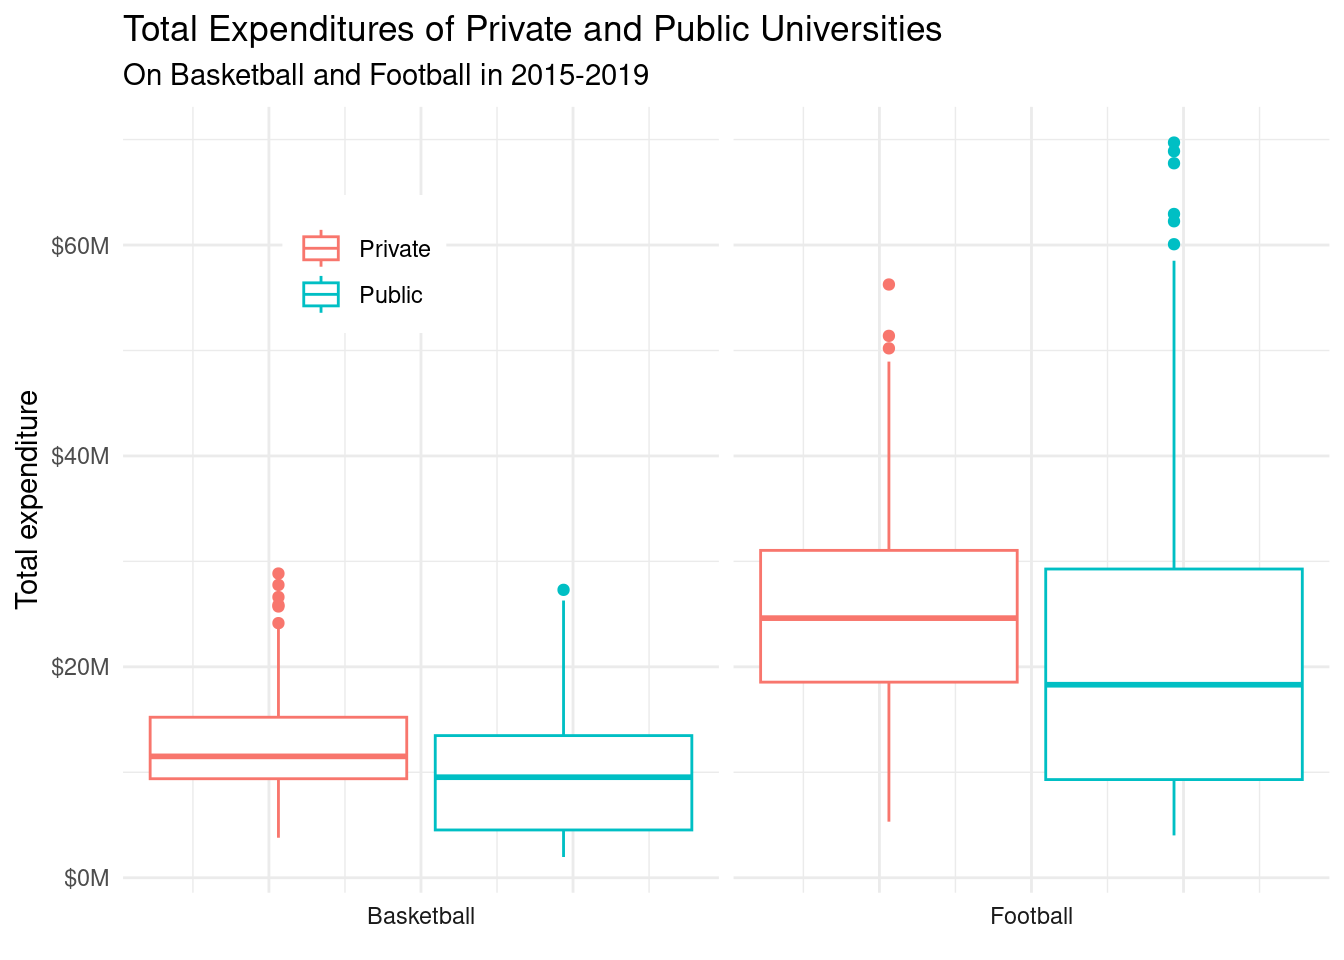 Total Expenditures of Private and Public Universities
On Basketball and Football in 2015-2019
Total expenditure
$60M
$40M
$20M
$0M
Private
Public
Basketball
Football